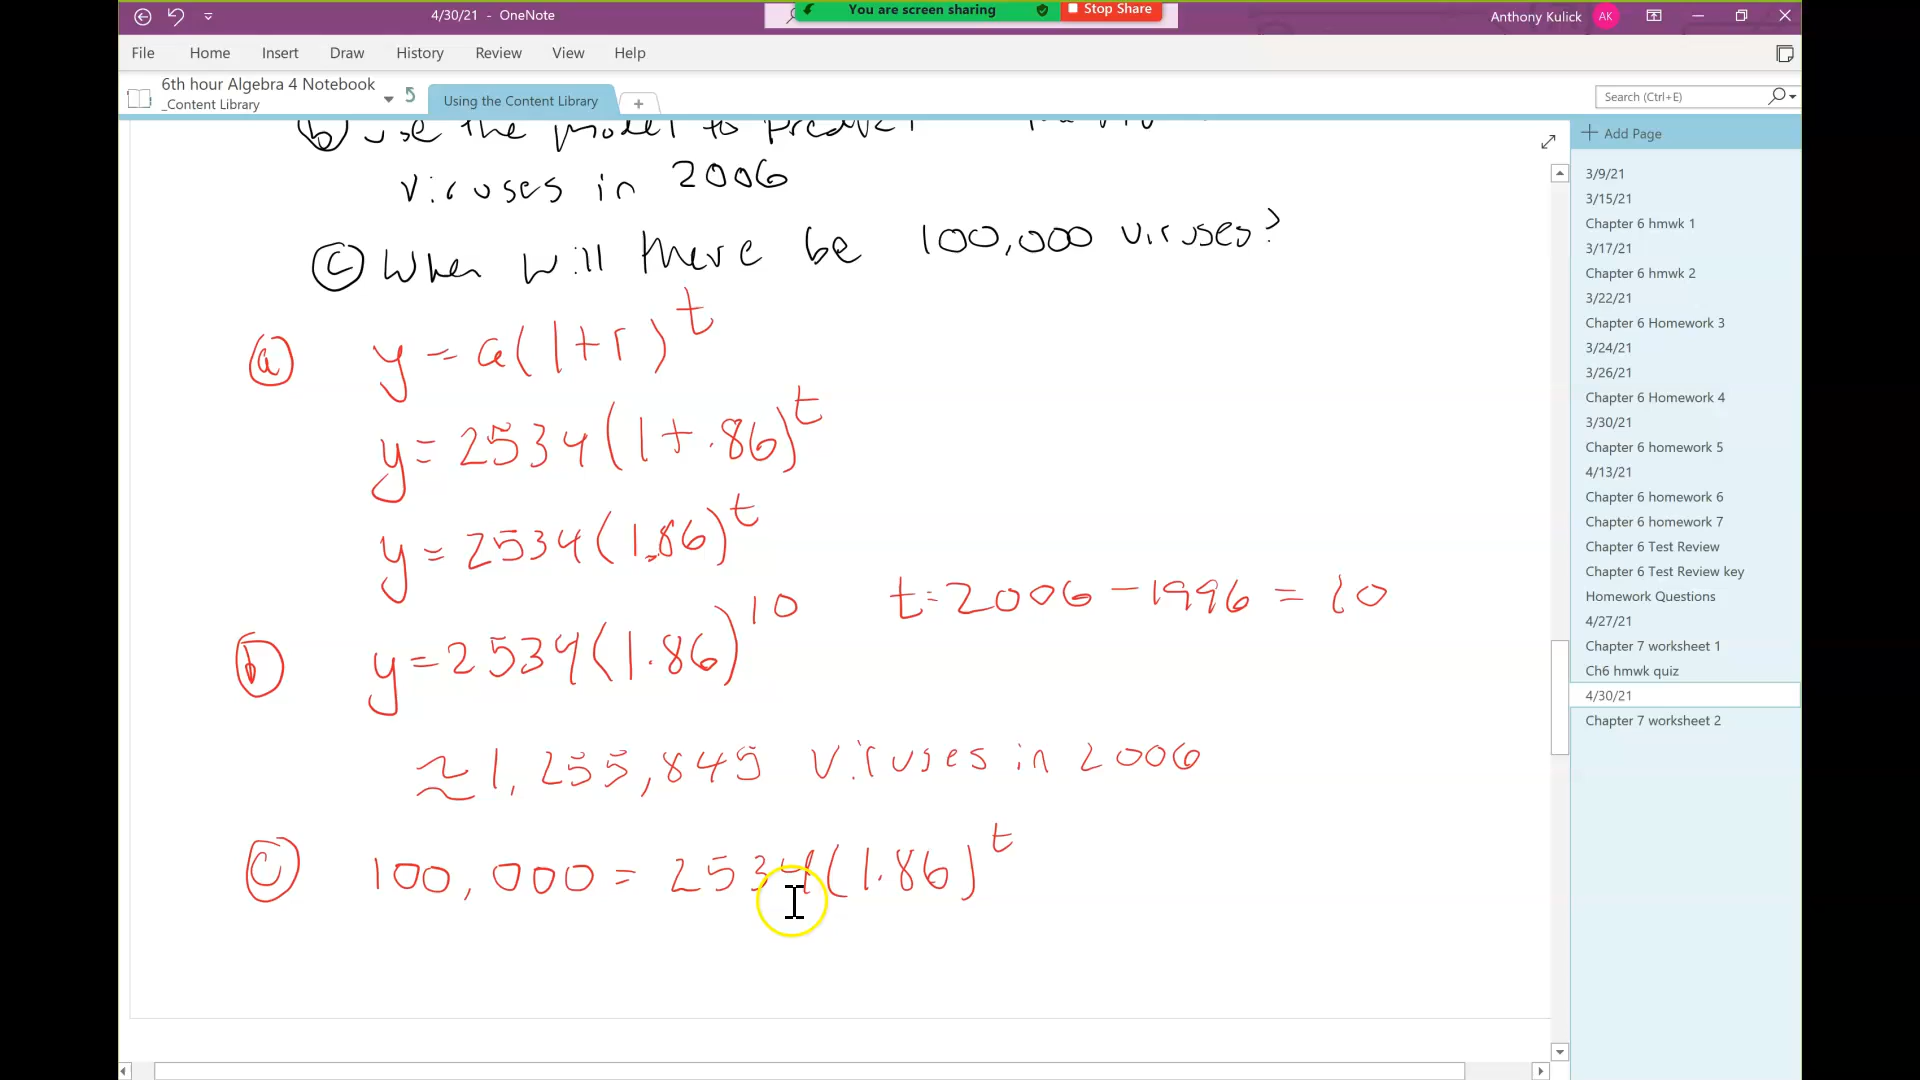 4/30/21 - OneNote
You are screen sharing
Stop Share
Anthony Kulick
AK
File Home Insert Draw History Review View Help
6th hour Algebra 4 Notebook
_Content Library
Using the Content Library
Search (Ctrl+E)
Add Page
3/9/21
3/15/21
Chapter 6 hmwk 1
3/17/21
Chapter 6 hmwk 2
3/22/21
Chapter 6 Homework 3
3/24/21
3/26/21
Chapter 6 Homework 4
3/30/21
Chapter 6 homework 5
4/13/21
Chapter 6 homework 6
Chapter 6 homework 7
Chapter 6 Test Review
Chapter 6 Test Review key
Homework Questions
4/27/21
Chapter 7 worksheet 1
Ch6 hmwk quiz
4/30/21
Chapter 7 worksheet 2
(b) use the model to predict
viruses in 2006
(c) When will there be 100,000 viruses?
(a) y = a(1+r)^t
y = 2534(1+.86)^t
y = 2534(1.86)^t
(b) y = 2534(1.86)^10 t = 2006 - 1996 = 10
≈ 1,255,845 viruses in 2006
(c) 100,000 = 2534(1.86)^t